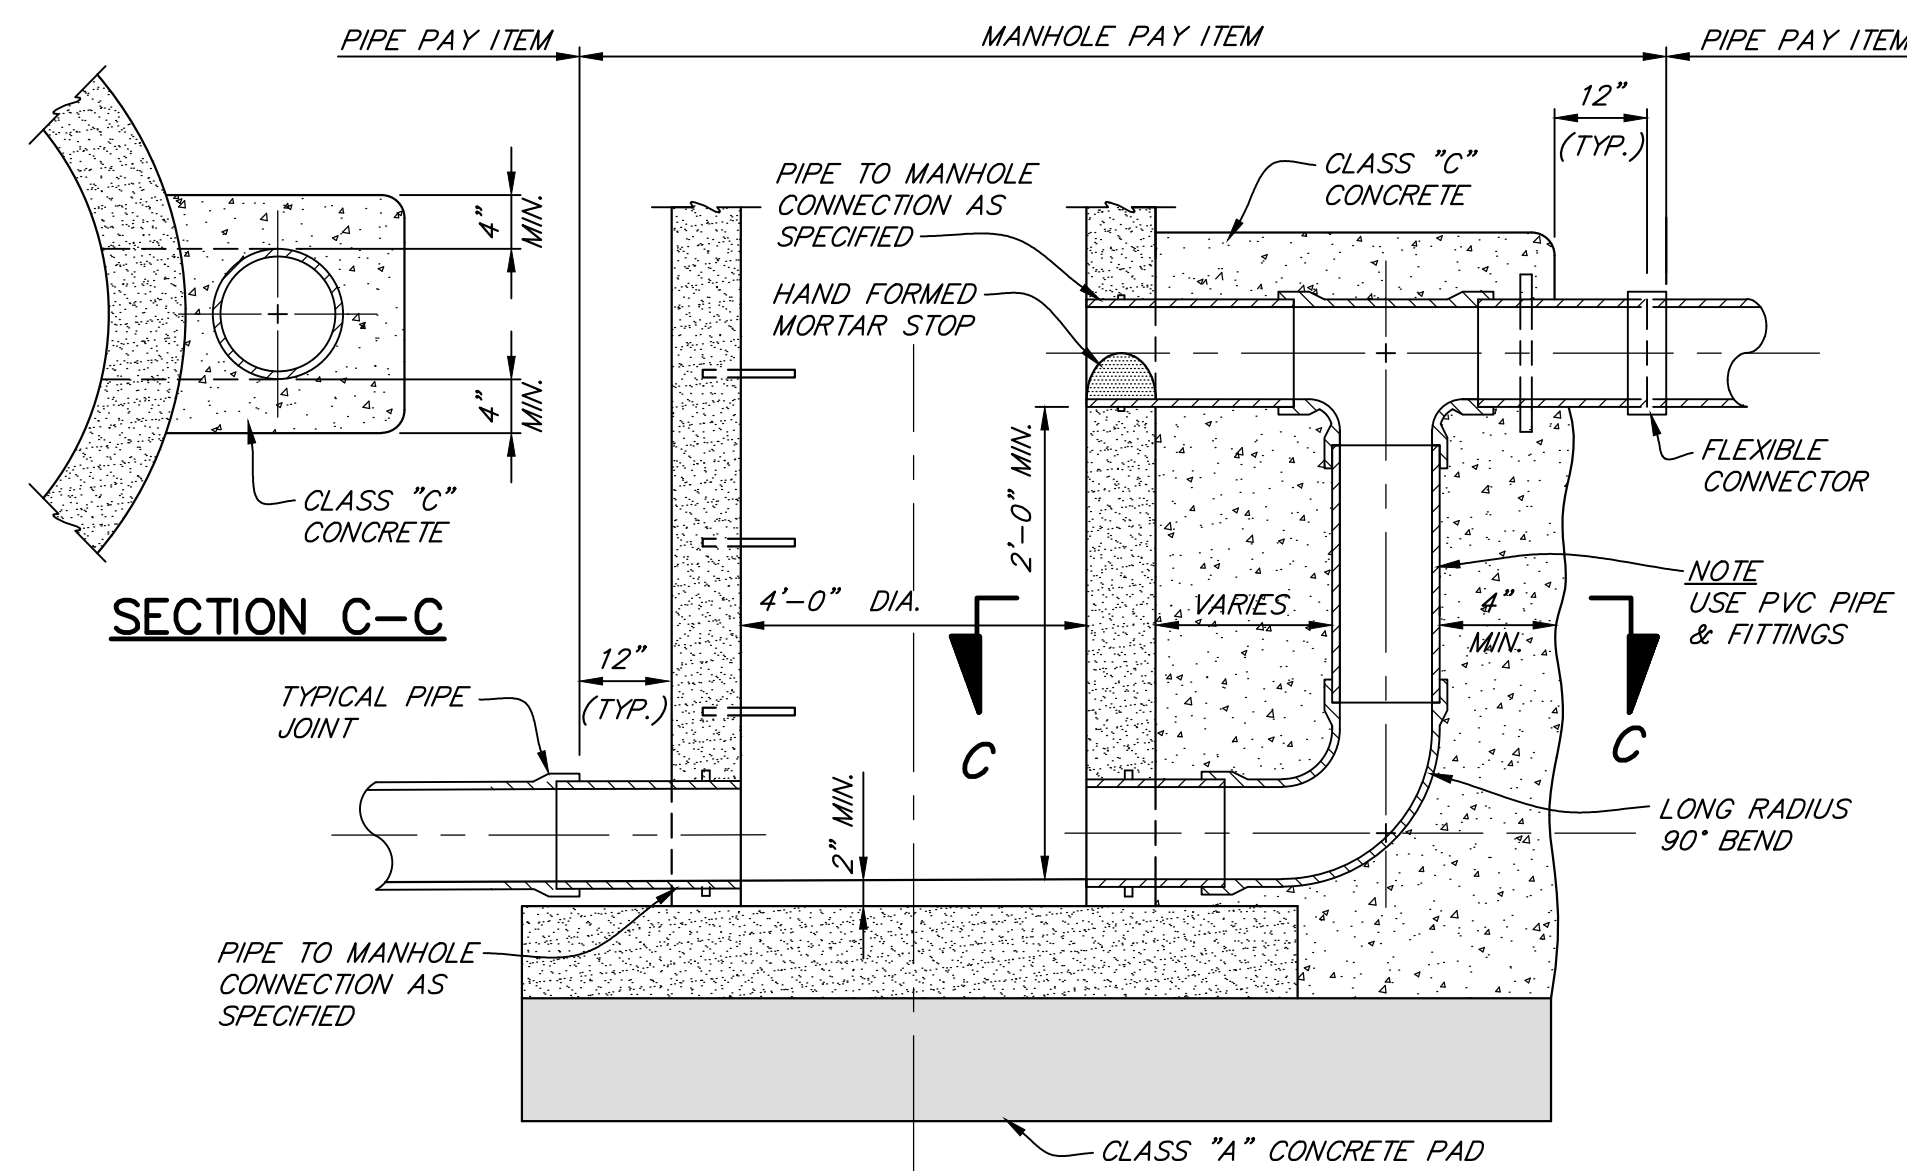 PIPE PAY ITEM
MANHOLE PAY ITEM
PIPE PAY ITEM
12"
(TYP.)
PIPE TO MANHOLE
CONNECTION AS
SPECIFIED
CLASS "C"
CONCRETE
HAND FORMED
MORTAR STOP
4"
MIN.
4"
MIN.
CLASS "C"
CONCRETE
SECTION C-C
FLEXIBLE
CONNECTOR
2'-0" MIN.
4'-0" DIA.
VARIES
4"
MIN.
NOTE
USE PVC PIPE
& FITTINGS
12"
(TYP.)
TYPICAL PIPE
JOINT
C
C
2" MIN.
LONG RADIUS
90° BEND
PIPE TO MANHOLE
CONNECTION AS
SPECIFIED
CLASS "A" CONCRETE PAD